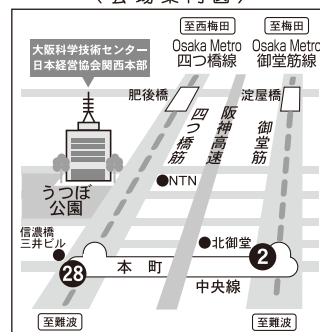 (会場案内図)
至西梅田
至梅田
大阪科学技術センター
日本経営協会関西本部
Osaka Metro
四つ橋線
Osaka Metro
御堂筋線
肥後橋
淀屋橋
四つ橋筋
阪神高速
御堂筋
うつぼ
公園
NTN
信濃橋
三井ビル
北御堂
28
本町
2
中央線
至難波
至難波